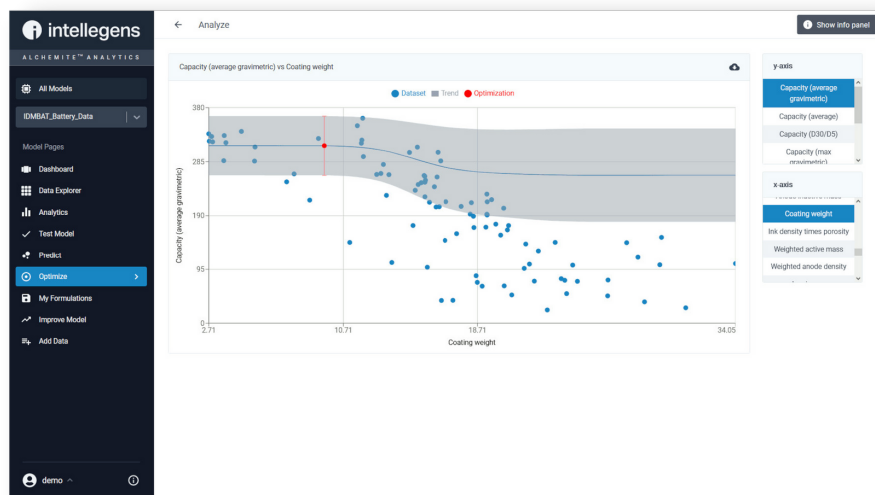 intellegens
ALCHEMITE™ ANALYTICS
All Models
IDMBAT_Battery_Data
Model Pages
Dashboard
Data Explorer
Analytics
Test Model
Predict
Optimize
My Formulations
Improve Model
Add Data
demo
Analyze
Show info panel
Capacity (average gravimetric) vs Coating weight
Dataset Trend Optimization
Capacity (average gravimetric)
380
285
190
95
0
2.71 10.71 18.71 34.05
Coating weight
y-axis
Capacity (average
gravimetric)
Capacity (average)
Capacity (D30/D5)
Capacity (max
gravimetric)
x-axis
Coating weight
Ink density times porosity
Weighted active mass
Weighted anode density